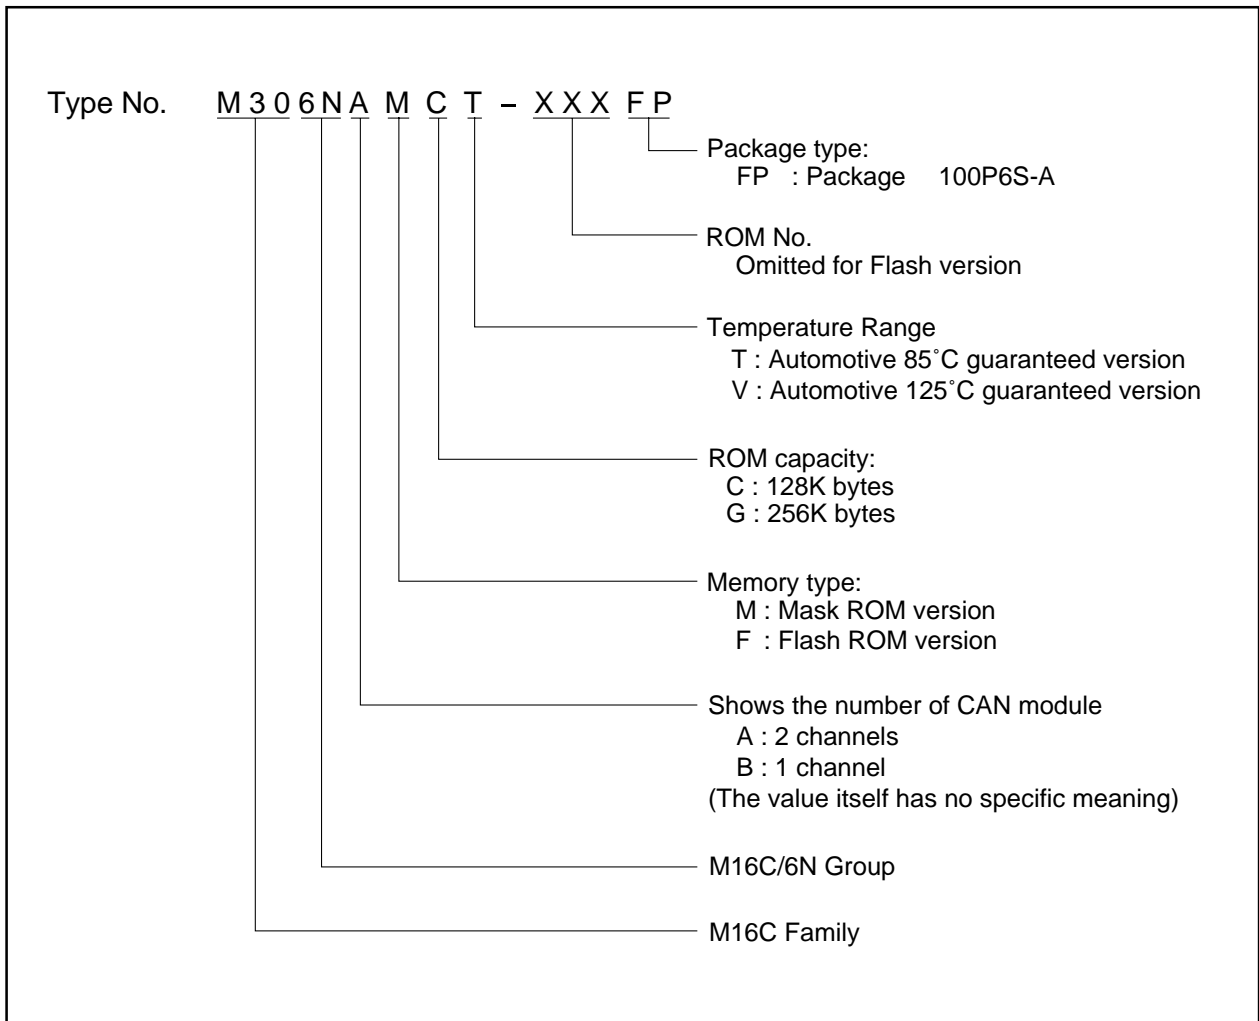 Type No. M 3 0 6 N A M C T – X X X F P
Package type:
FP : Package 100P6S-A
ROM No.
Omitted for Flash version
Temperature Range
T : Automotive 85˚C guaranteed version
V : Automotive 125˚C guaranteed version
ROM capacity:
C : 128K bytes
G : 256K bytes
Memory type:
M : Mask ROM version
F : Flash ROM version
Shows the number of CAN module
A : 2 channels
B : 1 channel
(The value itself has no specific meaning)
M16C/6N Group
M16C Family